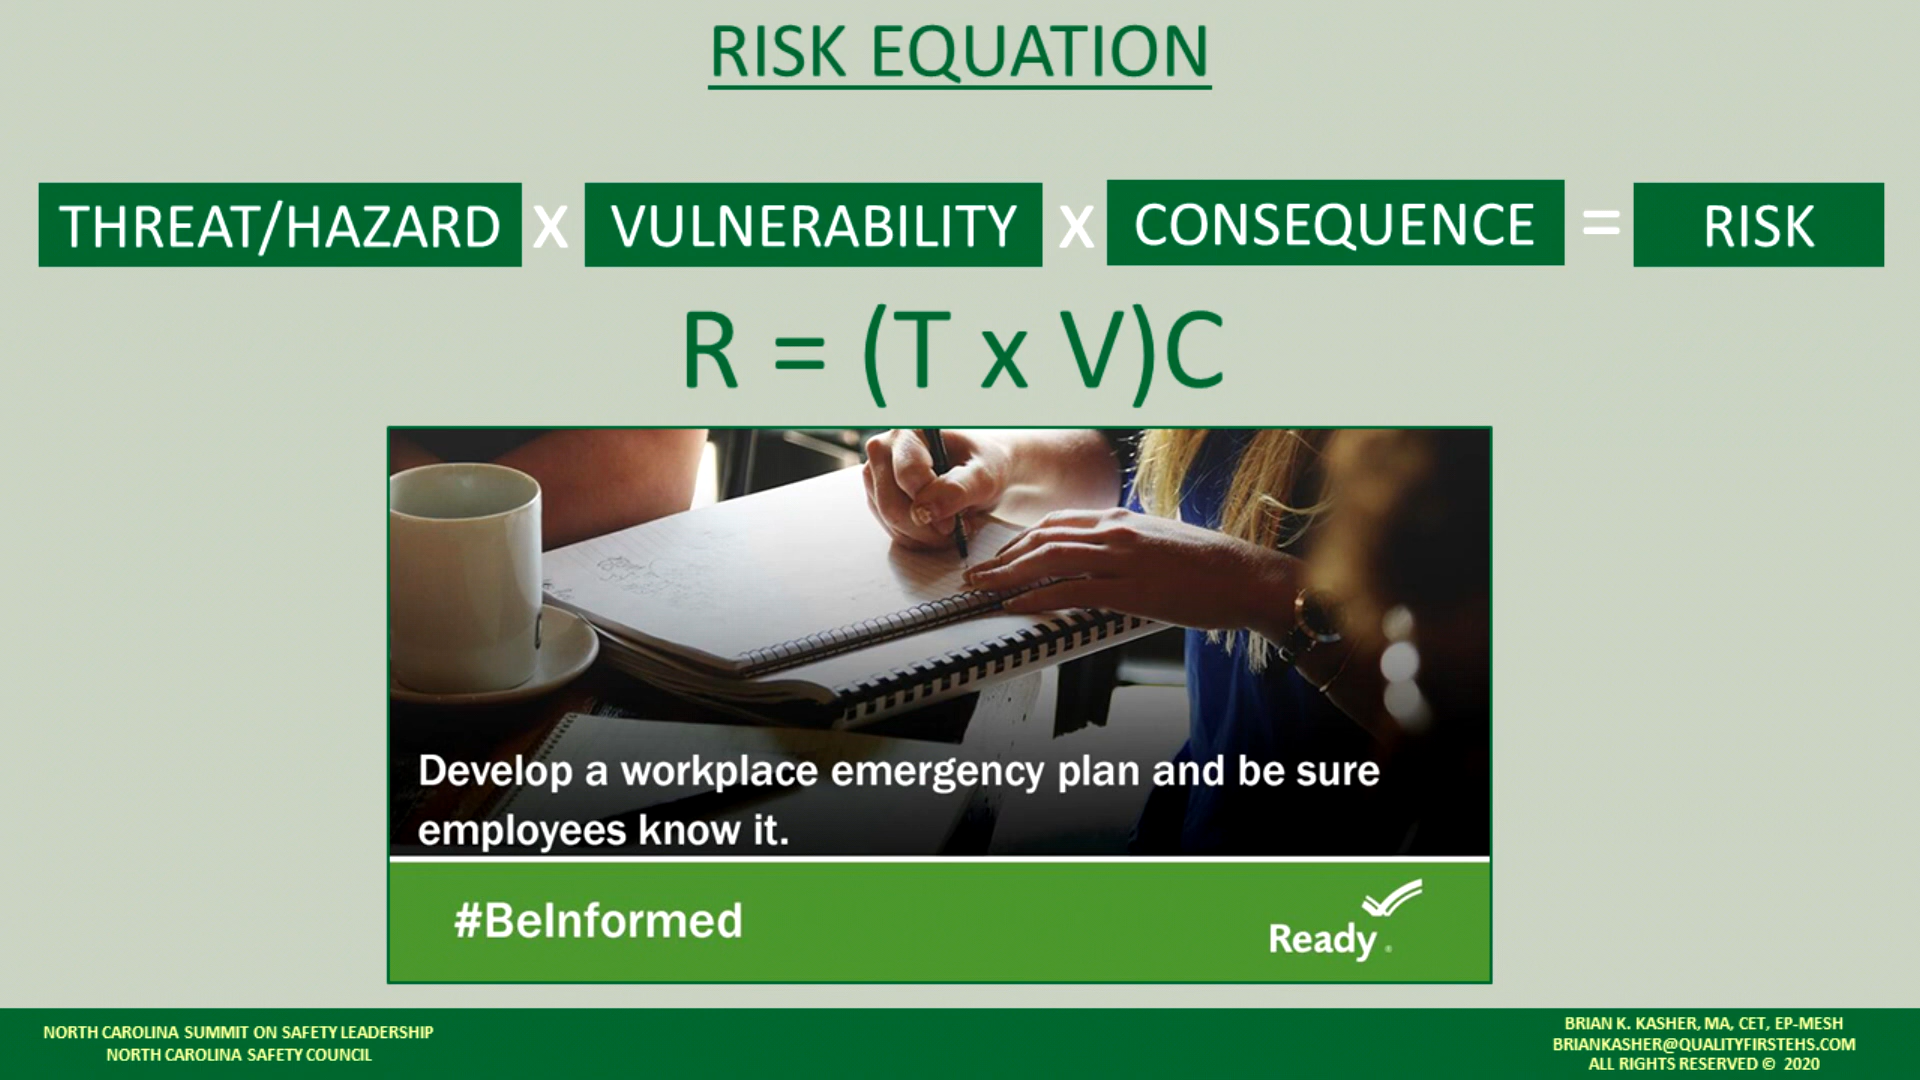 RISK EQUATION
THREAT/HAZARD X VULNERABILITY X CONSEQUENCE = RISK
R = (T x V)C
Develop a workplace emergency plan and be sure
employees know it.
#BeInformed
Ready®
NORTH CAROLINA SUMMIT ON SAFETY LEADERSHIP
NORTH CAROLINA SAFETY COUNCIL
BRIAN K. KASHER, MA, CET, EP-MESH
BRIANKASHER@QUALITYFIRSTEHS.COM
ALL RIGHTS RESERVED © 2020